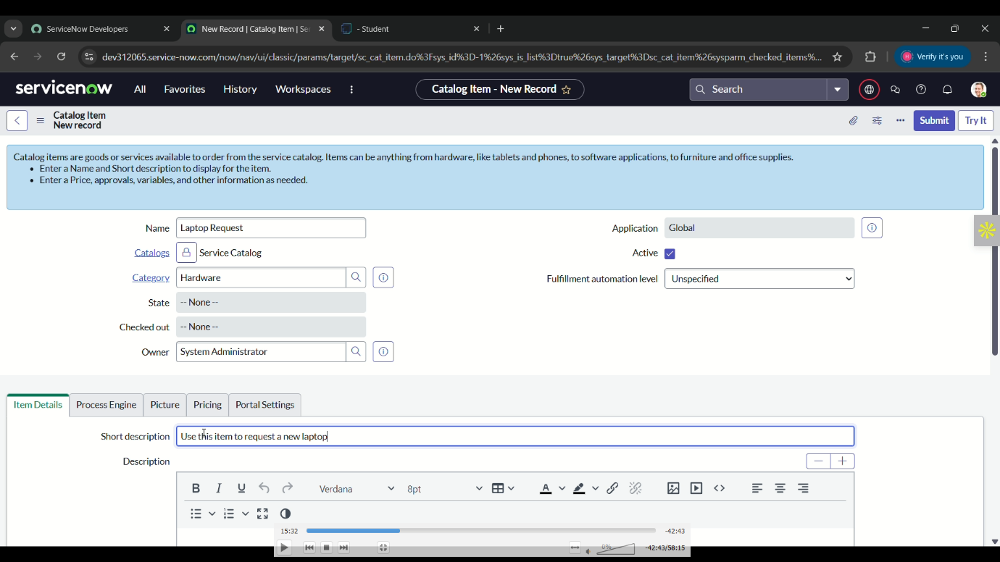 ServiceNow Developers
New Record | Catalog Item | Ser
- Student
dev312065.service-now.com/now/nav/ui/classic/params/target/sc_cat_item.do%3Fsys_id%3D-1%26sys_is_list%3Dtrue%26sys_target%3Dsc_cat_item%26sysparm_checked_items%...
H Verify it's you
servicenow
All
Favorites
History
Workspaces
Catalog Item - New Record
Search
Catalog Item
New record
Submit
Try It
Catalog items are goods or services available to order from the service catalog. Items can be anything from hardware, like tablets and phones, to software applications, to furniture and office supplies.
• Enter a Name and Short description to display for the item.
• Enter a Price, approvals, variables, and other information as needed.
Name Laptop Request
Application Global
Catalogs Service Catalog
Active
Category Hardware
Fulfillment automation level Unspecified
State -- None --
Checked out -- None --
Owner System Administrator
Item Details
Process Engine
Picture
Pricing
Portal Settings
Short description Use this item to request a new laptop
Description
B I U Verdana 8pt A
15:32 -42:43
0% -42:43/58:15